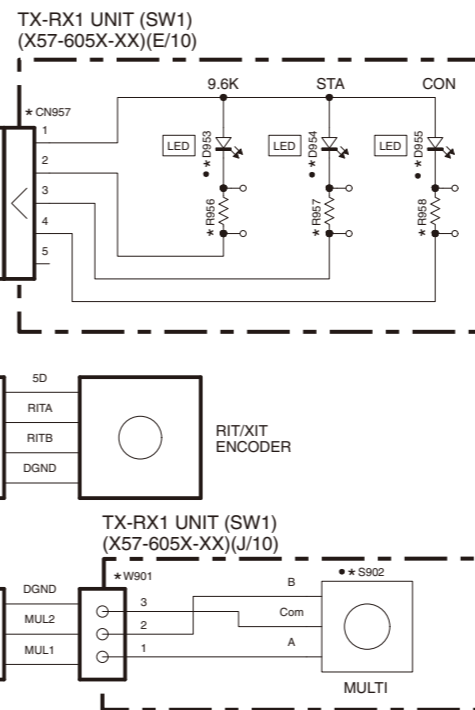 TX-RX1 UNIT (SW1)
(X57-605X-XX)(E/10)
9.6K STA CON
* CN957
1
2
3
4
5
LED ● * D953
LED ● * D954
LED ● * D955
* R956
* R957
* R958
5D
RITA
RITB
DGND
RIT/XIT
ENCODER
TX-RX1 UNIT (SW1)
(X57-605X-XX)(J/10)
* W901
● * S902
DGND
MUL2
MUL1
3
2
1
B
Com
A
MULTI